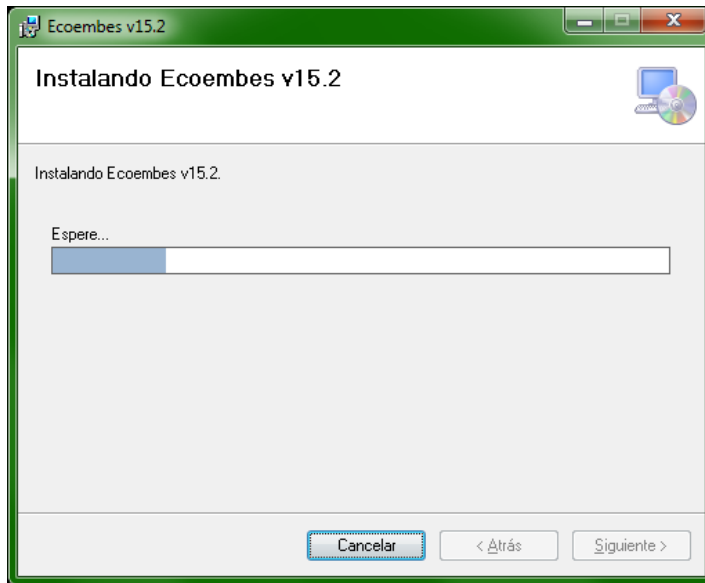 Ecoembes v15.2
Instalando Ecoembes v15.2
Instalando Ecoembes v15.2.
Espere...
Cancelar
< Atrás
Siguiente >